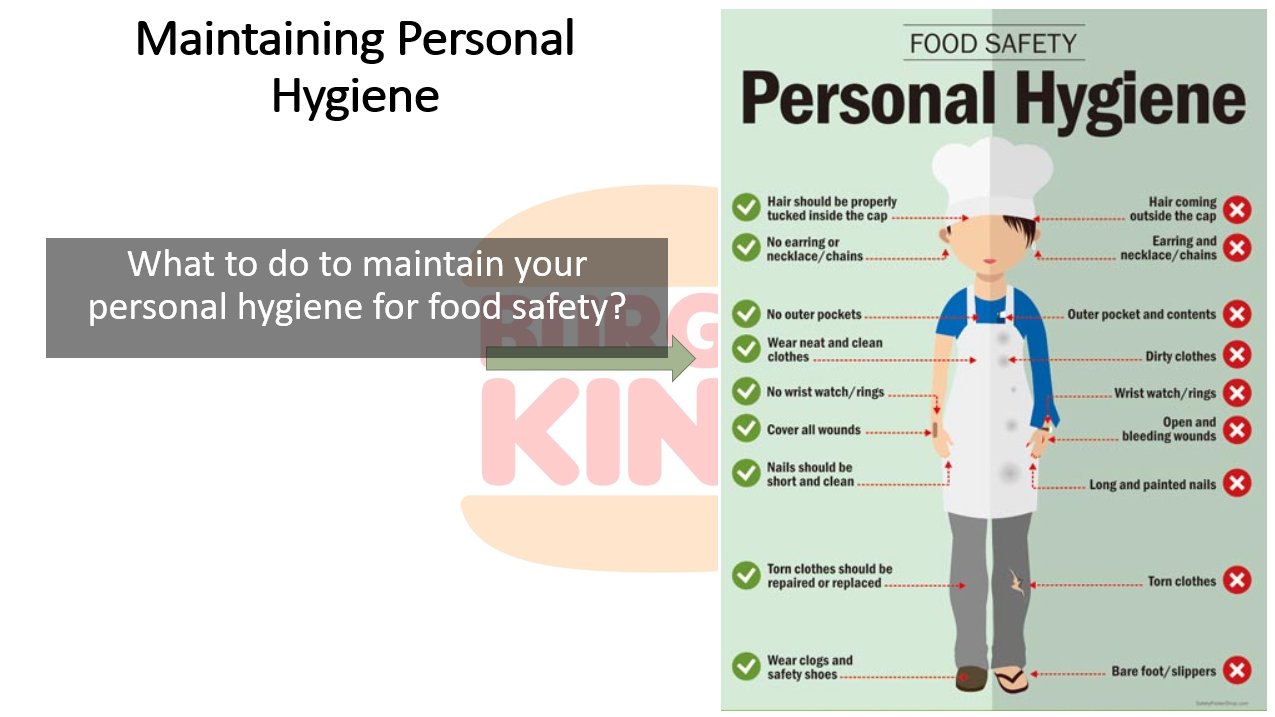 Maintaining Personal
Hygiene
What to do to maintain your
personal hygiene for food safety?
BURG
KIN
FOOD SAFETY
Personal Hygiene
Hair should be properly
tucked inside the cap
No earring or
necklace/chains
No outer pockets
Wear neat and clean
clothes
No wrist watch/rings
Cover all wounds
Nails should be
short and clean
Torn clothes should be
repaired or replaced
Wear clogs and
safety shoes
Hair coming
outside the cap
Earring and
necklace/chains
Outer pocket and contents
Dirty clothes
Wrist watch/rings
Open and
bleeding wounds
Long and painted nails
Torn clothes
Bare foot/slippers
SafetyPosterShop.com